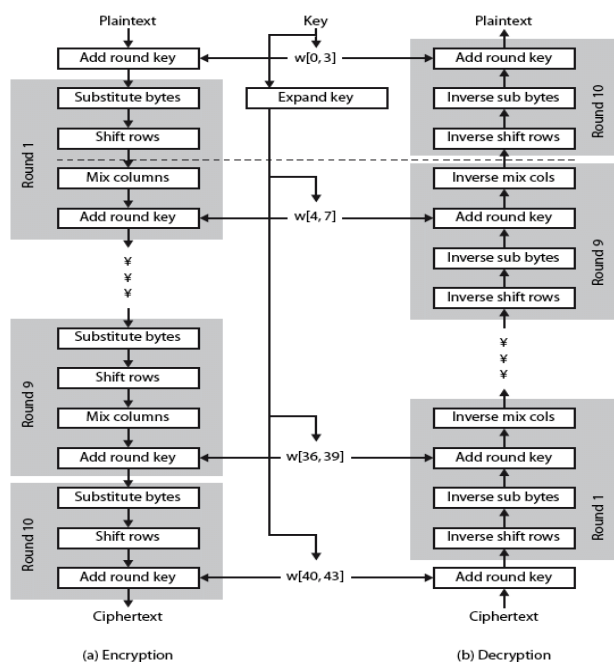 Plaintext
Add round key
Round 1
Substitute bytes
Shift rows
Mix columns
Add round key
¥
¥
¥
Round 9
Substitute bytes
Shift rows
Mix columns
Add round key
Round 10
Substitute bytes
Shift rows
Add round key
Ciphertext
(a) Encryption
Key
w[0, 3]
Expand key
w[4, 7]
w[36, 39]
w[40, 43]
Plaintext
Add round key
Inverse sub bytes
Inverse shift rows
Round 10
Inverse mix cols
Add round key
Inverse sub bytes
Inverse shift rows
Round 9
¥
¥
¥
Inverse mix cols
Add round key
Inverse sub bytes
Inverse shift rows
Round 1
Add round key
Ciphertext
(b) Decryption